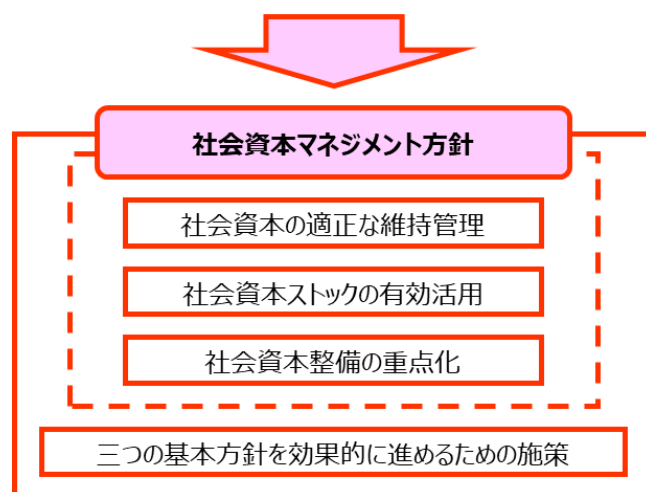 社会資本マネジメント方針
社会資本の適正な維持管理
社会資本ストックの有効活用
社会資本整備の重点化
三つの基本方針を効果的に進めるための施策